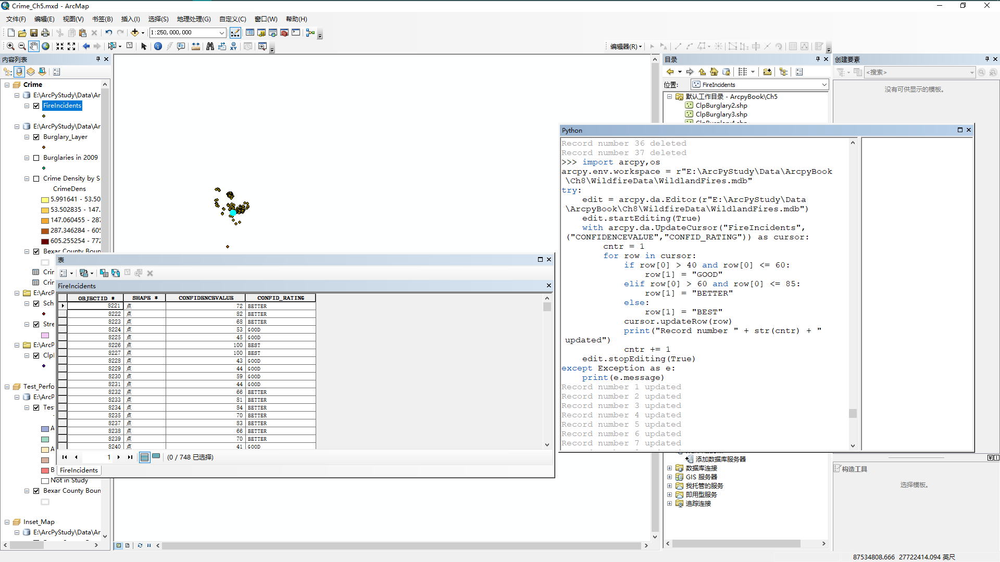 Crime_Ch5.mxd - ArcMap
文件(F) 编辑(E) 视图(V) 书签(B) 插入(I) 选择(S) 地理处理(G) 自定义(C) 窗口(W) 帮助(H)
1:250,000,000
编辑器(R)
内容列表
Crime
E:\ArcPyStudy\Data\Ar
FireIncidents
E:\ArcPyStudy\Data\Ar
Burglary_Layer
Burglaries in 2009
Crime Density by S
CrimeDens
5.991641 - 53.50
53.502835 - 147.
147.060455 - 287
287.346284 - 605
605.255254 - 772
Bexar County Boun
Crir
Crir
E:\ArcP
Sch
Stre
E:\ArcP
Clpl
Test_Perfo
E:\ArcP
Tes
A
A
B
Not in Study
Bexar County Boun
Inset_Map
E:\ArcPyStudy\Data\Ar
表
FireIncidents
OBJECTID * SHAPE * CONFIDENCEVALUE CONFID_RATING
8221 点 72 BETTER
8222 点 82 BETTER
8223 点 68 BETTER
8224 点 53 GOOD
8225 点 45 GOOD
8226 点 100 BEST
8227 点 100 BEST
8228 点 43 GOOD
8229 点 44 GOOD
8230 点 59 GOOD
8231 点 44 GOOD
8232 点 66 BETTER
8233 点 81 BETTER
8234 点 84 BETTER
8235 点 70 BETTER
8237 点 83 BETTER
8238 点 66 BETTER
8239 点 70 BETTER
8240 点 41 GOOD
1 (0 / 748 已选择)
FireIncidents
目录
位置: FireIncidents
默认工作目录 - ArcpyBook\Ch5
ClpBurglary2.shp
ClpBurglary3.shp
ClpBurglary4.shp
Python
Record number 36 deleted
Record number 37 deleted
>>> import arcpy,os
arcpy.env.workspace = r"E:\ArcPyStudy\Data\ArcpyBook
\Ch8\WildfireData\WildlandFires.mdb"
try:
    edit = arcpy.da.Editor(r"E:\ArcPyStudy\Data
\ArcpyBook\Ch8\WildfireData\WildlandFires.mdb")
    edit.startEditing(True)
    with arcpy.da.UpdateCursor("FireIncidents",
("CONFIDENCEVALUE","CONFID_RATING")) as cursor:
        cntr = 1
        for row in cursor:
            if row[0] > 40 and row[0] <= 60:
                row[1] = "GOOD"
            elif row[0] > 60 and row[0] <= 85:
                row[1] = "BETTER"
            else:
                row[1] = "BEST"
            cursor.updateRow(row)
            print("Record number " + str(cntr) + "
updated")
            cntr += 1
    edit.stopEditing(True)
except Exception as e:
    print(e.message)
Record number 1 updated
Record number 2 updated
Record number 3 updated
Record number 4 updated
Record number 5 updated
Record number 6 updated
Record number 7 updated
添加数据库服务器
数据库连接
GIS 服务器
我托管的服务
即用型服务
追踪连接
创建要素
<搜索>
没有可供显示的模板。
构造工具
选择模板。
87534808.666 27722414.094 英尺